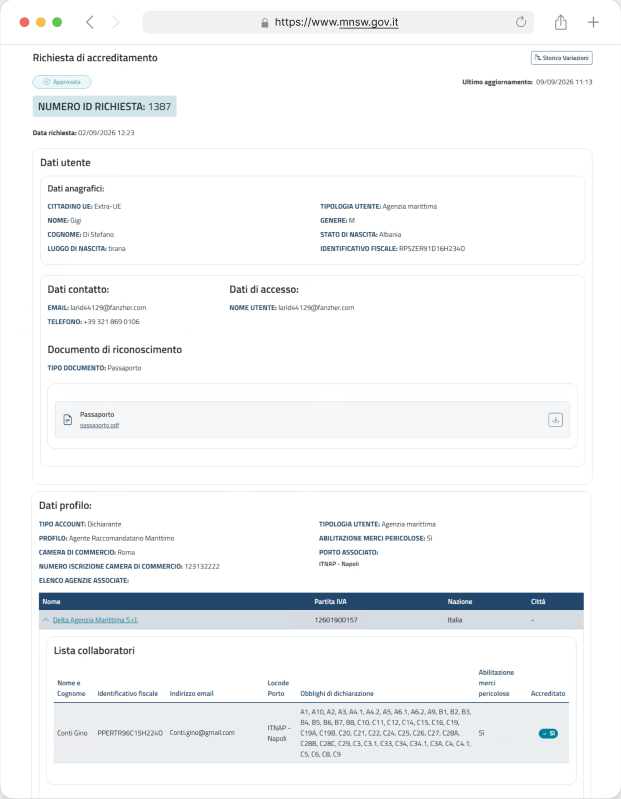 https://www.mnsw.gov.it
Richiesta di accreditamento
Storico Variazioni
Approvata
Ultimo aggiornamento: 09/09/2026 11:13
NUMERO ID RICHIESTA: 1387
Data richiesta: 02/09/2026 12:23
Dati utente
Dati anagrafici:
CITTADINO UE: Extra-UE
TIPOLOGIA UTENTE: Agenzia marittima
NOME: Gigi
GENERE: M
COGNOME: Di Stefano
STATO DI NASCITA: Albania
LUOGO DI NASCITA: tirana
IDENTIFICATIVO FISCALE: RPSZER91D16H2340
Dati contatto:
Dati di accesso:
EMAIL: larid44129@fanzher.com
NOME UTENTE: larid44129@fanzher.com
TELEFONO: +39 321 869 0106
Documento di riconoscimento
TIPO DOCUMENTO: Passaporto
Passaporto
passaporto.pdf
Dati profilo:
TIPO ACCOUNT: Dichiarante
TIPOLOGIA UTENTE: Agenzia marittima
PROFILO: Agente Raccomandatario Marittimo
ABILITAZIONE MERCI PERICOLOSE: Sì
CAMERA DI COMMERCIO: Roma
PORTO ASSOCIATO:
NUMERO ISCRIZIONE CAMERA DI COMMERCIO: 123132222
ITNAP - Napoli
ELENCO AGENZIE ASSOCIATE:
Nome Partita IVA Nazione Città
Delta Agenzia Marittima S.r.l. 12601900157 Italia -
Lista collaboratori
Nome e Cognome
Identificativo fiscale
Indirizzo email
Locode Porto
Obblighi di dichiarazione
Abilitazione merci pericolose
Accreditato
Conti Gino
PPERTR96C15H2240
Conti.gino@gmail.com
ITNAP -
Napoli
A1, A10, A2, A3, A4.1, A4.2, A5, A6.1, A6.2, A9, B1, B2, B3,
B4, B5, B6, B7, B8, C10, C11, C12, C14, C15, C16, C19,
C19A, C19B, C20, C21, C22, C24, C25, C26, C27, C28A,
C28B, C28C, C29, C3, C3.1, C33, C34, C34.1, C3A, C4, C4.1,
C5, C6, C8, C9
Sì
Sì